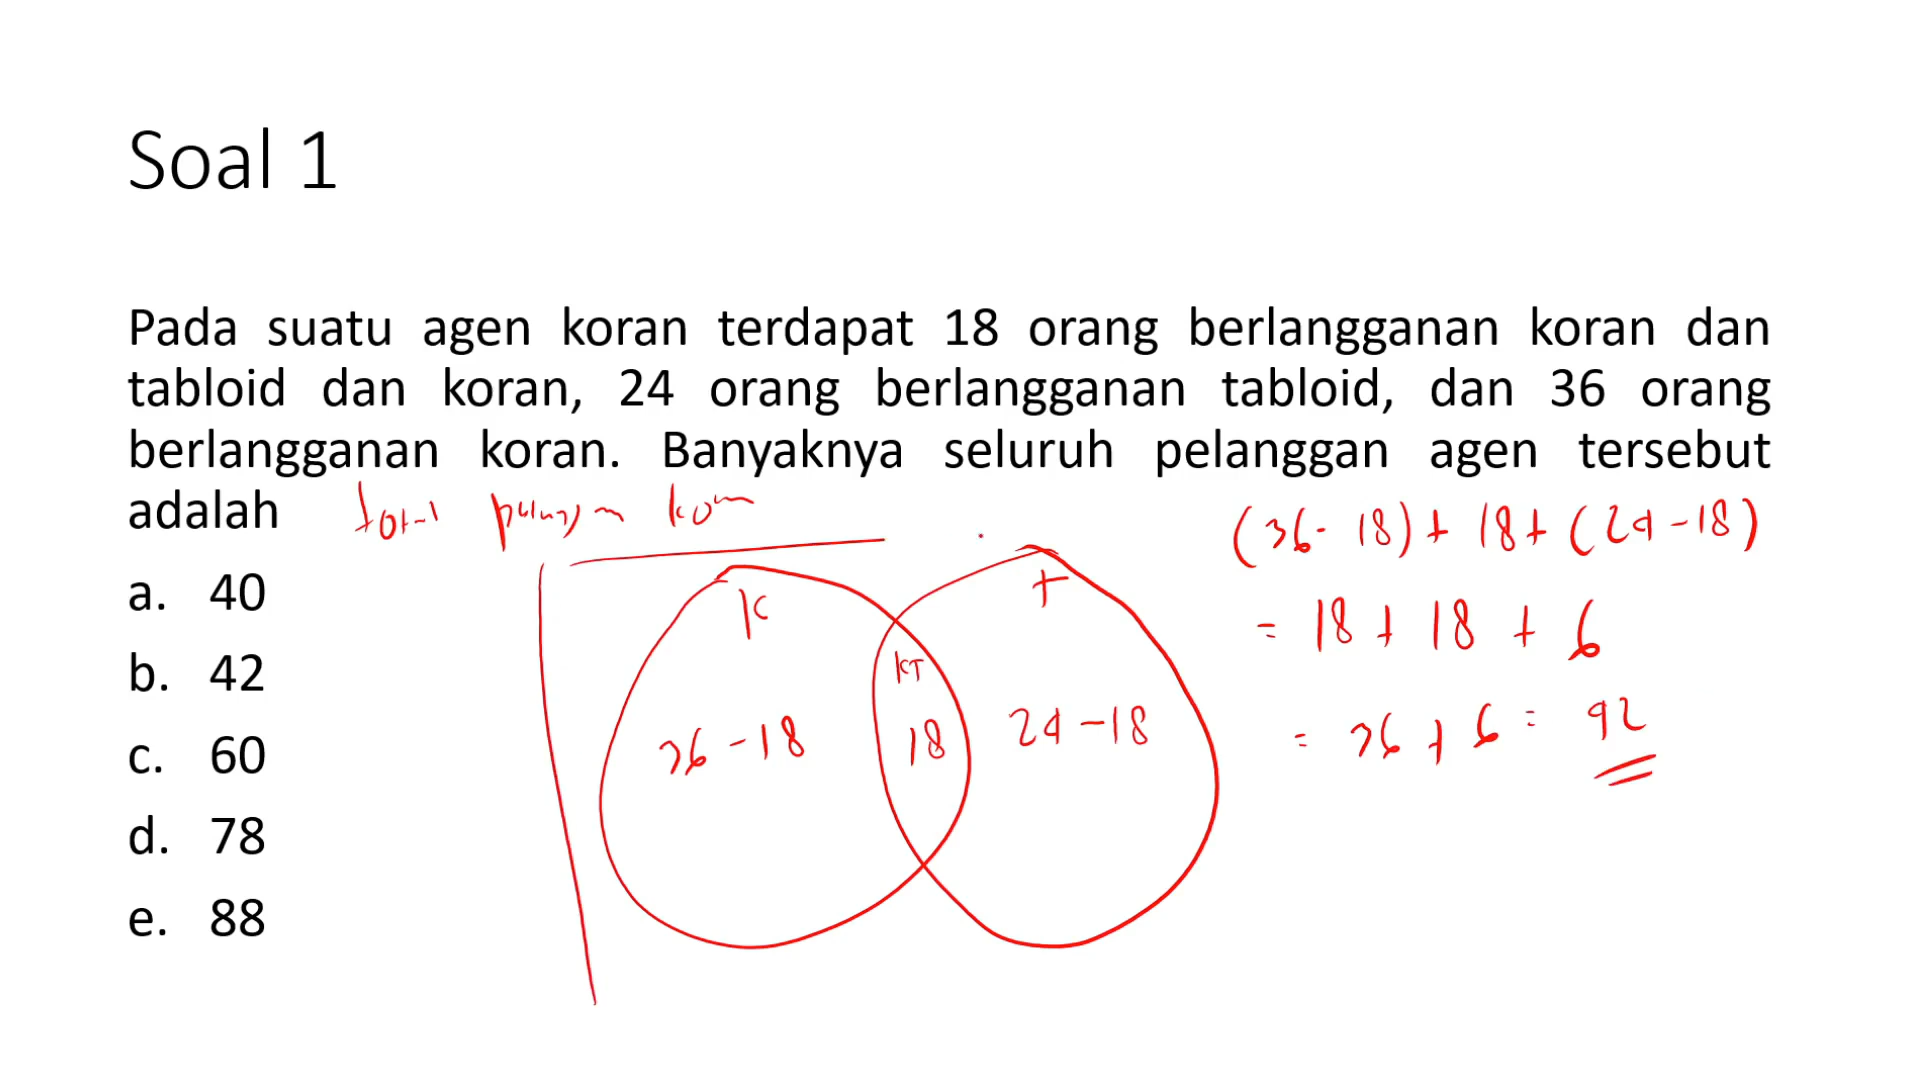 Soal 1
Pada suatu agen koran terdapat 18 orang berlangganan koran dan
tabloid dan koran, 24 orang berlangganan tabloid, dan 36 orang
berlangganan koran. Banyaknya seluruh pelanggan agen tersebut
adalah
a. 40
b. 42
c. 60
d. 78
e. 88
K
T
KT
36 - 18
18
24 - 18
(36 - 18) + 18 + (24 - 18)
= 18 + 18 + 6
= 36 + 6 = 42